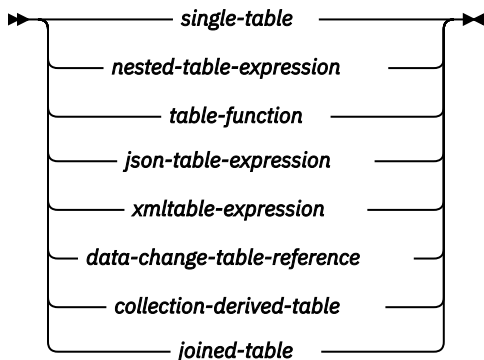 single-table
nested-table-expression
table-function
json-table-expression
xmltable-expression
data-change-table-reference
collection-derived-table
joined-table